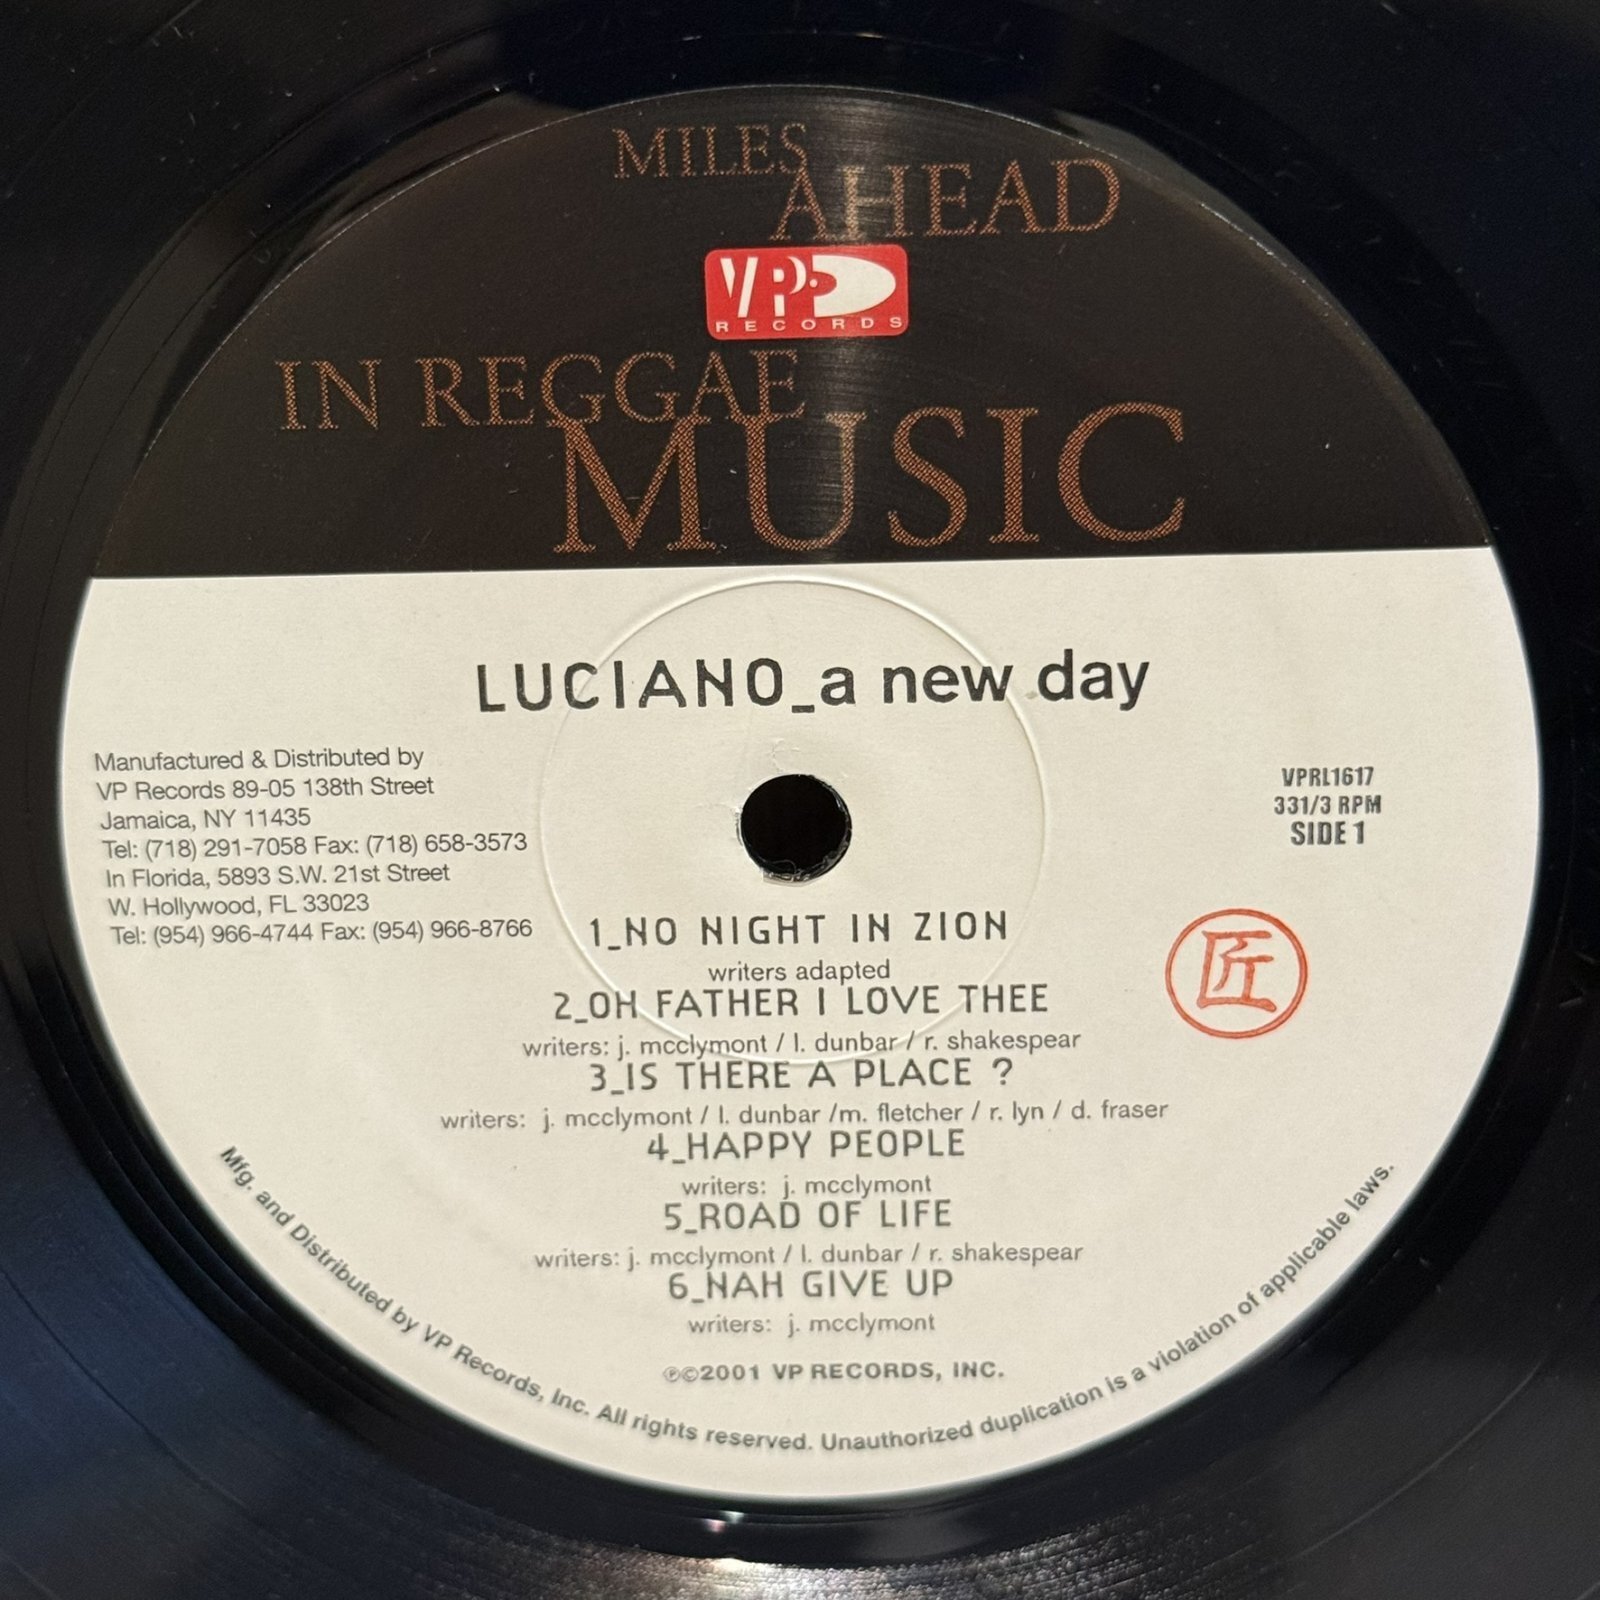 MILES
AHEAD
VP
RECORDS
IN REGGAE
MUSIC
LUCIANO_a new day
Manufactured & Distributed by
VP Records 89-05 138th Street
Jamaica, NY 11435
Tel: (718) 291-7058 Fax: (718) 658-3573
In Florida, 5893 S.W. 21st Street
W. Hollywood, FL 33023
Tel: (954) 966-4744 Fax: (954) 966-8766
VPRL1617
331/3 RPM
SIDE 1
匠
1_NO NIGHT IN ZION
writers adapted
2_OH FATHER I LOVE THEE
writers: j. mcclymont / l. dunbar / r. shakespear
3_IS THERE A PLACE ?
writers: j. mcclymont / l. dunbar /m. fletcher / r. lyn / d. fraser
4_HAPPY PEOPLE
writers: j. mcclymont
5_ROAD OF LIFE
writers: j. mcclymont / l. dunbar / r. shakespear
6_NAH GIVE UP
writers: j. mcclymont
℗©2001 VP RECORDS, INC.
Mfg. and Distributed by VP Records, Inc. All rights reserved. Unauthorized duplication is a violation of applicable laws.